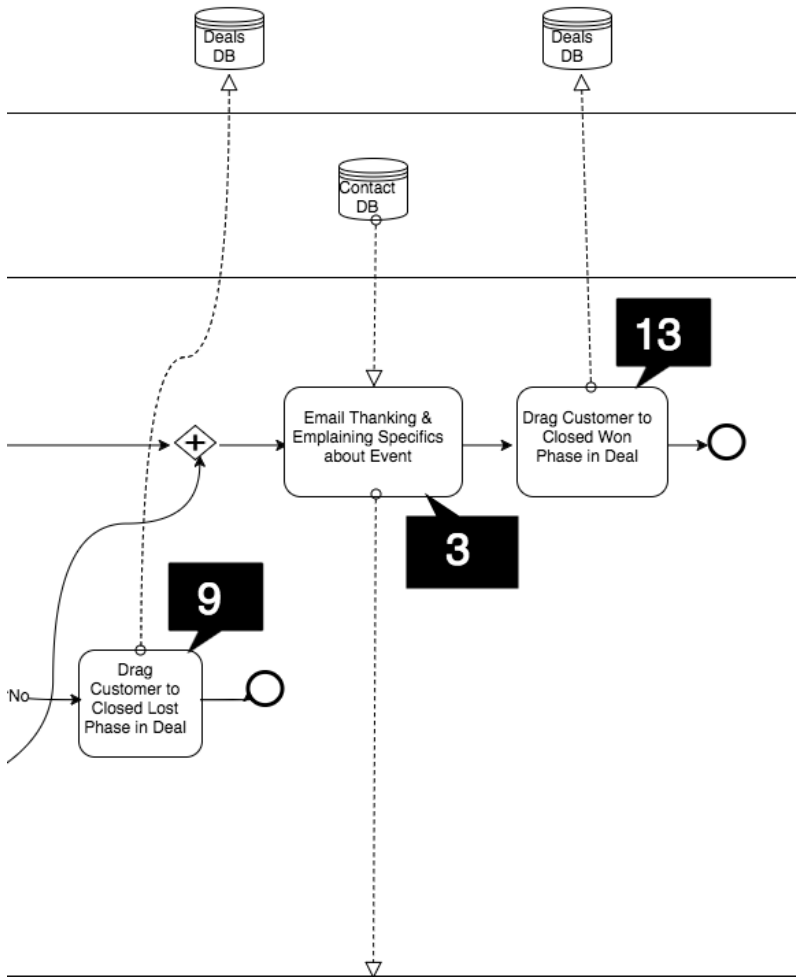 Deals
DB
Deals
DB
Contact
DB
13
Email Thanking &
Emplaining Specifics
about Event
Drag Customer to
Closed Won
Phase in Deal
3
9
No
Drag
Customer to
Closed Lost
Phase in Deal